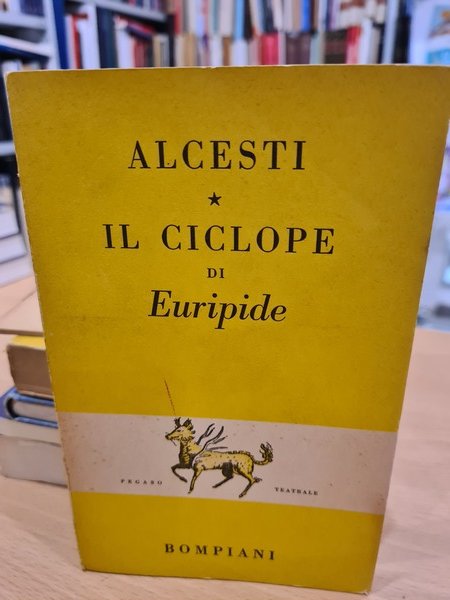 ALCESTI
★
IL CICLOPE
DI
Euripide
PEGASO TEATRALE
BOMPIANI